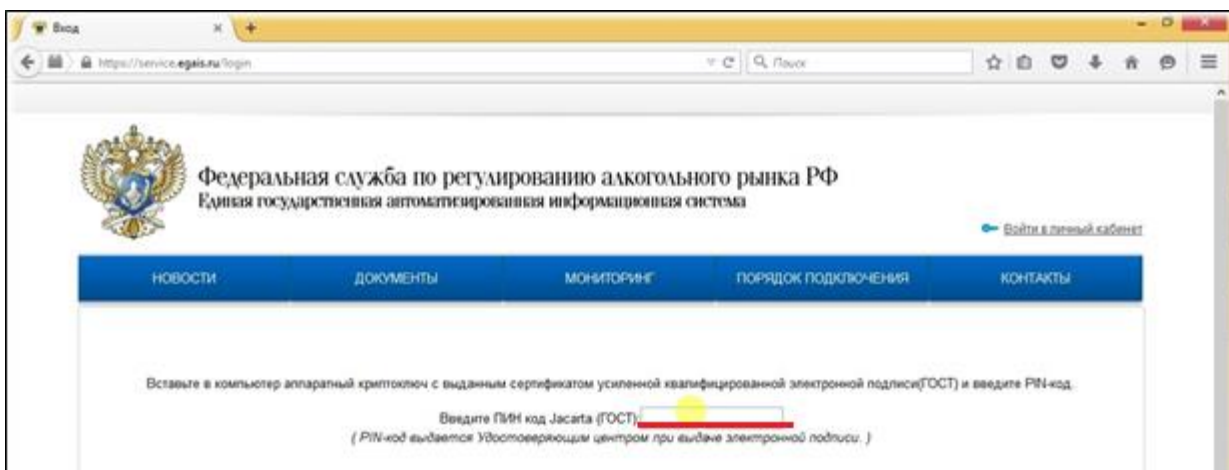 Вход
https://service.egais.ru/login
Поиск
Федеральная служба по регулированию алкогольного рынка РФ
Единая государственная автоматизированная информационная система
Войти в личный кабинет
НОВОСТИ ДОКУМЕНТЫ МОНИТОРИНГ ПОРЯДОК ПОДКЛЮЧЕНИЯ КОНТАКТЫ
Вставьте в компьютер аппаратный криптоключ с выданным сертификатом усиленной квалифицированной электронной подписи(ГОСТ) и введите PIN-код.
Введите ПИН код Jacarta (ГОСТ):
( PIN-код выдается Удостоверяющим центром при выдаче электронной подписи. )